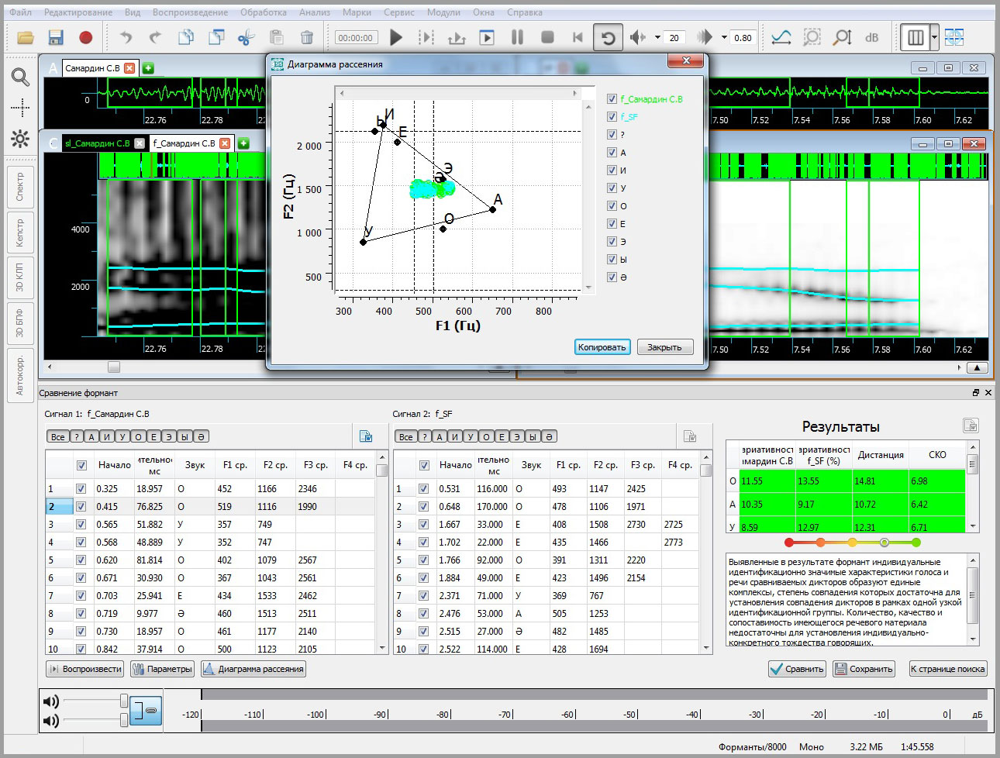 Файл Редактирование Вид Воспроизведение Обработка Анализ Марки Сервис Модули Окна Справка
00:00:00 20 0.80 dB
Диаграмма рассеяния
A Самардин С.В
0
22.76 22.78 22.8
7.50 7.52 7.54 7.56 7.58 7.60 7.62
C sl_Самардин С.В f_Самардин С.В
4000
2000
22.76 22.78 22.8
7.52 7.54 7.56 7.58 7.60 7.62
Спектр
Кепстр
3D КЛП
3D БПФ
Автокорр.
F2 (Гц)
2 000
1 500
1 000
500
Ы И Е Э Ə А О У
300 400 500 600 700 800
F1 (Гц)
f_Самардин С.В
f_SF
?
А
И
У
О
Е
Э
Ы
Ə
Копировать Закрыть
Сравнение формант
Сигнал 1: f_Самардин С.В
Все ? А И У О Е Э Ы Ə
Начало ительно мс Звук F1 ср. F2 ср. F3 ср. F4 ср.
1 0.325 18.957 О 452 1166 2346
2 0.415 76.825 О 519 1116 1990
3 0.565 51.882 У 357 749
4 0.568 48.889 У 352 747
5 0.620 81.814 О 402 1079 2567
6 0.671 30.930 О 367 1043 2561
7 0.703 25.941 Е 434 1533 2462
8 0.719 9.977 Ə 460 1513 2511
9 0.730 18.957 О 461 1177 2140
10 0.842 37.914 О 500 1123 2105
Воспроизвести Параметры Диаграмма рассеяния
Сигнал 2: f_SF
Все ? А И У О Е Э Ы Ə
Начало ительно мс Звук F1 ср. F2 ср. F3 ср. F4 ср.
1 0.531 116.000 О 493 1147 2425
2 0.648 170.000 О 478 1106 1971
3 1.667 33.000 Е 408 1508 2730 2725
4 1.702 22.000 Е 435 1466 2773
5 1.766 92.000 О 391 1311 2220
6 1.884 49.000 Е 423 1496 2154
7 2.371 71.000 У 369 767
8 2.476 53.000 А 505 1253
9 2.515 27.000 Ə 482 1485
10 2.522 114.000 Е 428 1694
Результаты
ариативност амардин С.В ариативност f_SF (%) Дистанция СКО
О 11.55 13.55 14.81 6.98
А 10.35 9.17 10.72 6.42
У 8.59 12.97 12.31 6.71
Выявленные в результате формант индивидуальные
идентификационно значимые характеристики голоса и
речи сравниваемых дикторов образуют единые
комплексы, степень совпадения которых достаточна для
установления совпадения дикторов в рамках одной узкой
идентификационной группы. Количество, качество и
сопоставимость имеющегося речевого материала
недостаточны для установления индивидуально-
конкретного тождества говорящих.
Сравнить Сохранить К странице поиска
-120 -110 -100 -90 -80 -70 -60 -50 -40 -30 -20 -10 0 дБ
Форманты/8000 Моно 3.22 МБ 1:45.558